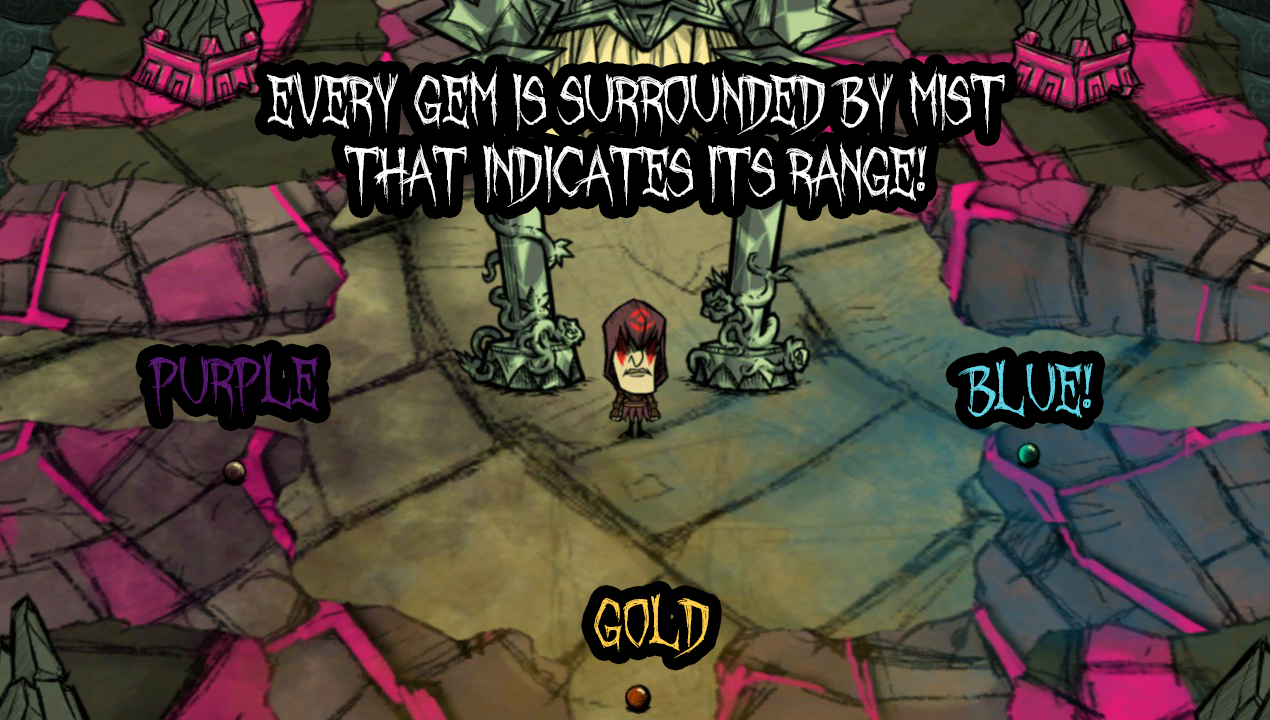 EVERY GEM IS SURROUNDED BY MIST
THAT INDICATES ITS RANGE!
PURPLE
BLUE!
GOLD